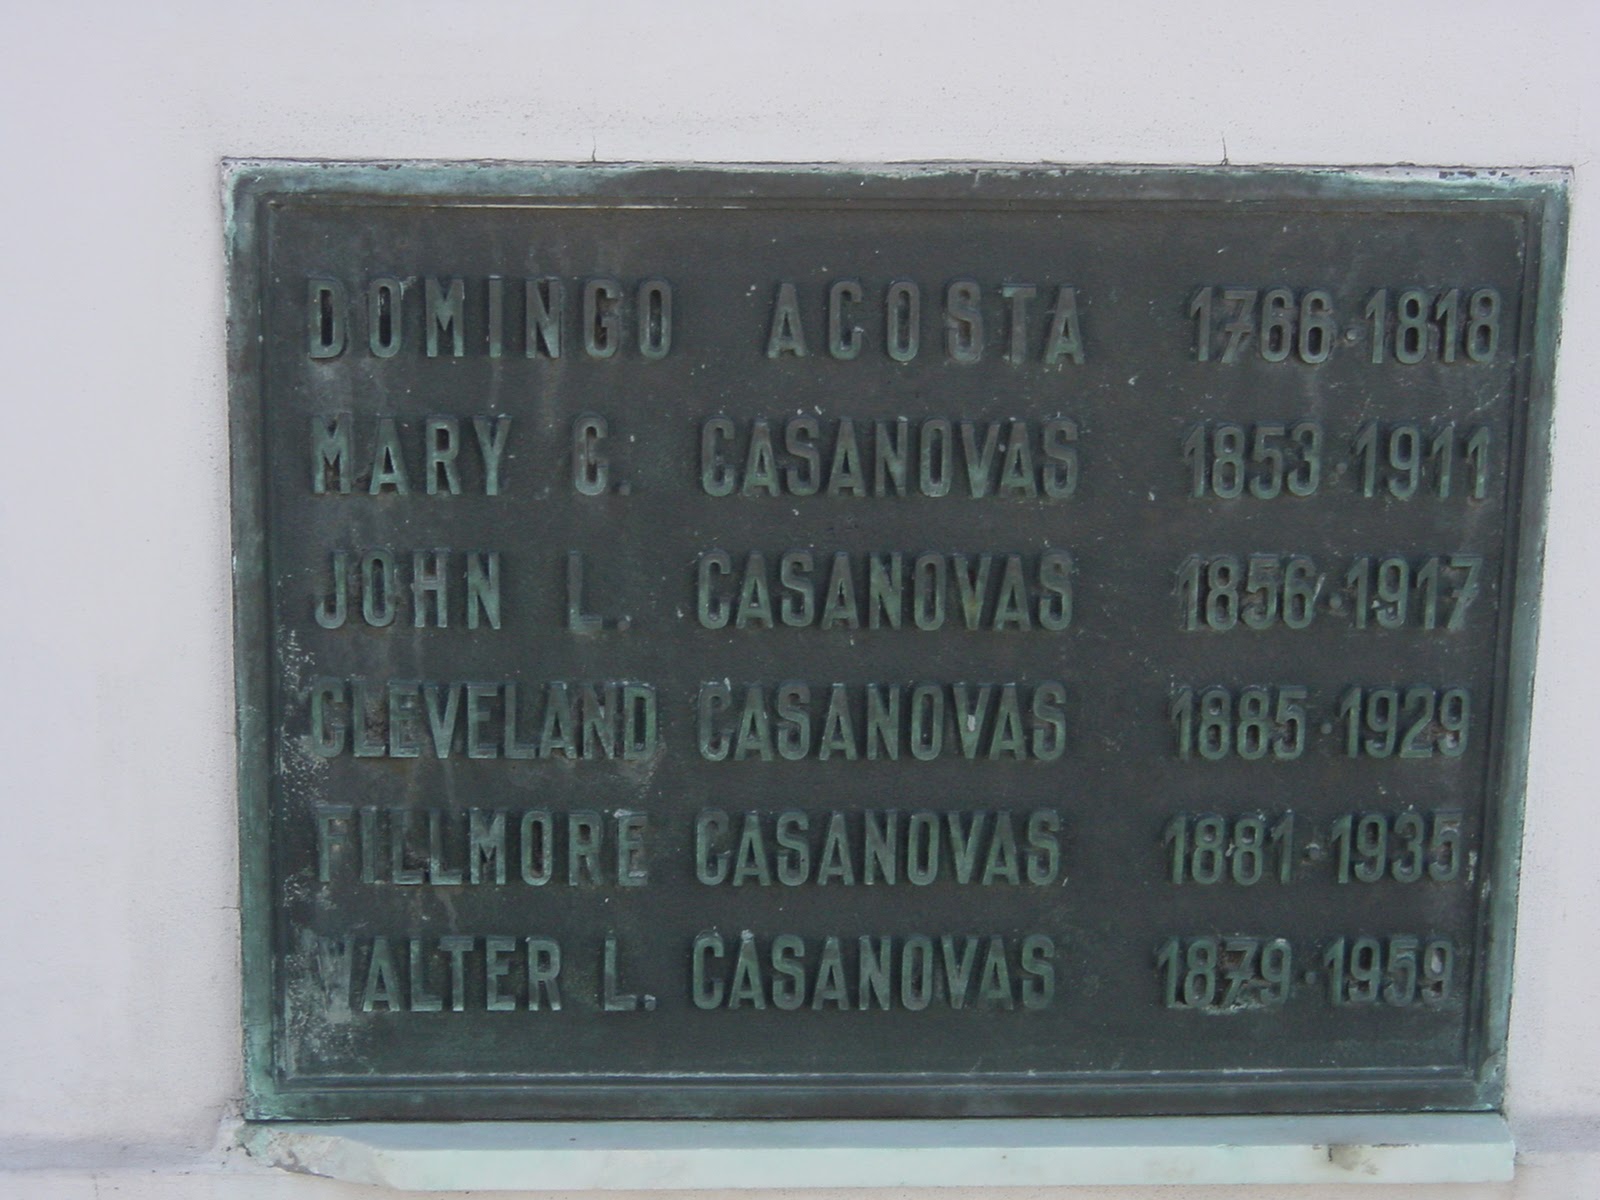 DOMINGO ACOSTA 1766·1818
MARY C. CASANOVAS 1853·1911
JOHN L. CASANOVAS 1856·1917
CLEVELAND CASANOVAS 1885·1929
FILLMORE CASANOVAS 1881·1935
WALTER L. CASANOVAS 1879·1959